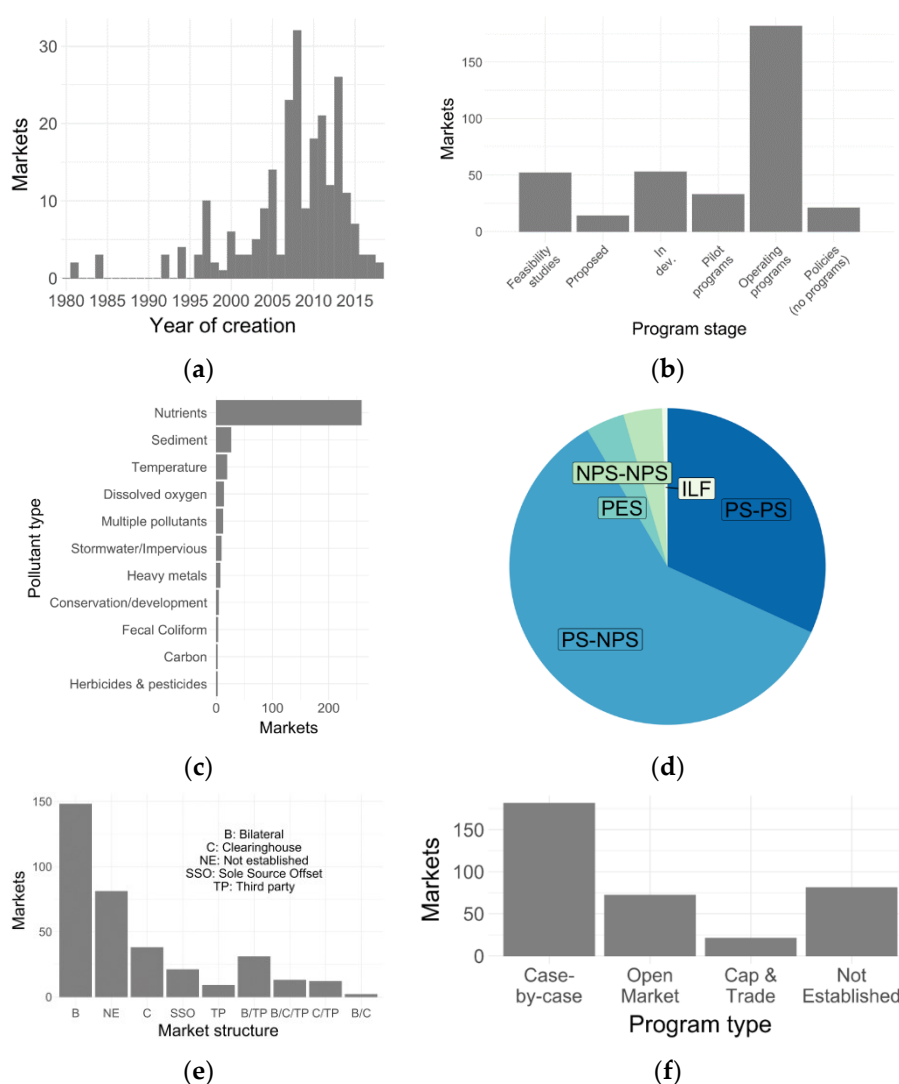 30
20
10
0
Markets
1980 1985 1990 1995 2000 2005 2010 2015
Year of creation
(a)
150
100
50
0
Markets
Feasibility
studies
Proposed
In
dev.
Pilot
programs
Operating
programs
Policies
(no programs)
Program stage
(b)
Pollutant type
Nutrients
Sediment
Temperature
Dissolved oxygen
Multiple pollutants
Stormwater/Impervious
Heavy metals
Conservation/development
Fecal Coliform
Carbon
Herbicides & pesticides
0 100 200
Markets
(c)
NPS-NPS
ILF
PES
PS-PS
PS-NPS
(d)
150
100
50
0
Markets
B: Bilateral
C: Clearinghouse
NE: Not established
SSO: Sole Source Offset
TP: Third party
B NE C SSO TP B/TP B/C/TP C/TP B/C
Market structure
(e)
150
100
50
0
Markets
Case-
by-case
Open
Market
Cap &
Trade
Not
Established
Program type
(f)